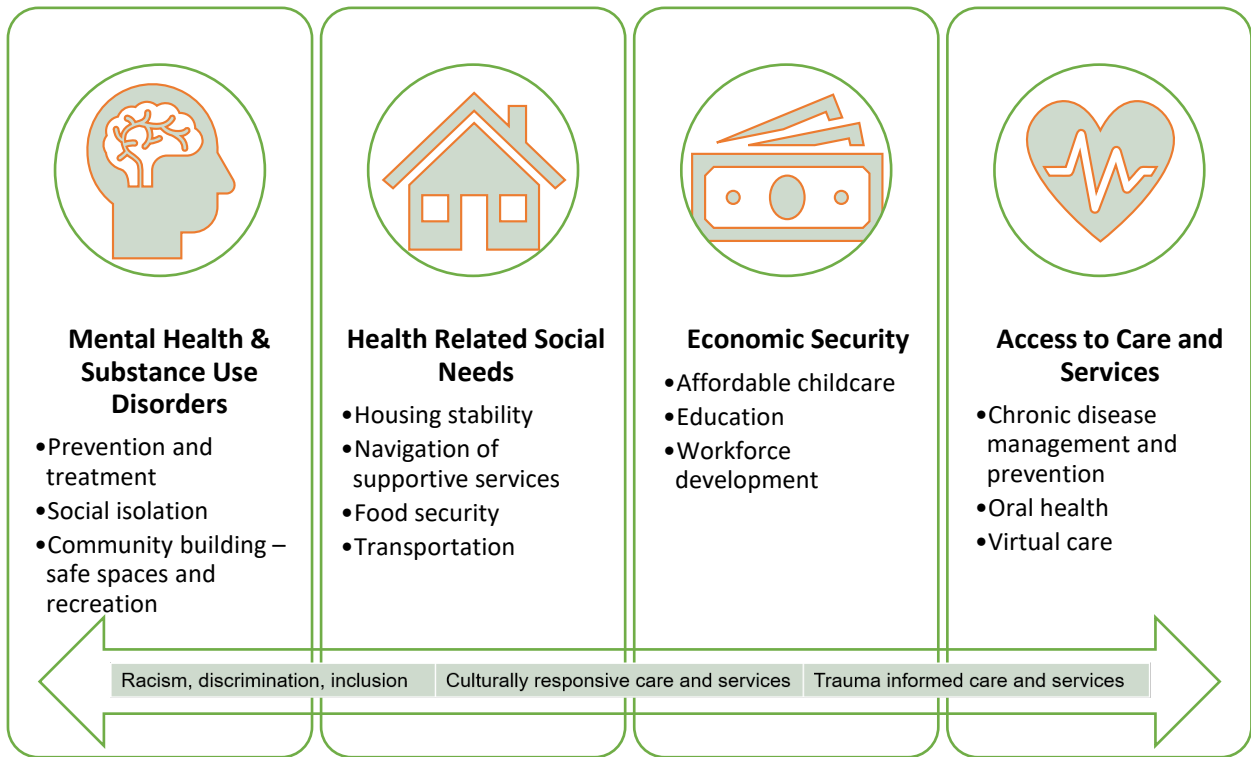 Mental Health &
Substance Use
Disorders
•Prevention and
treatment
•Social isolation
•Community building –
safe spaces and
recreation
Health Related Social
Needs
•Housing stability
•Navigation of
supportive services
•Food security
•Transportation
Economic Security
•Affordable childcare
•Education
•Workforce
development
Access to Care and
Services
•Chronic disease
management and
prevention
•Oral health
•Virtual care
Racism, discrimination, inclusion
Culturally responsive care and services
Trauma informed care and services